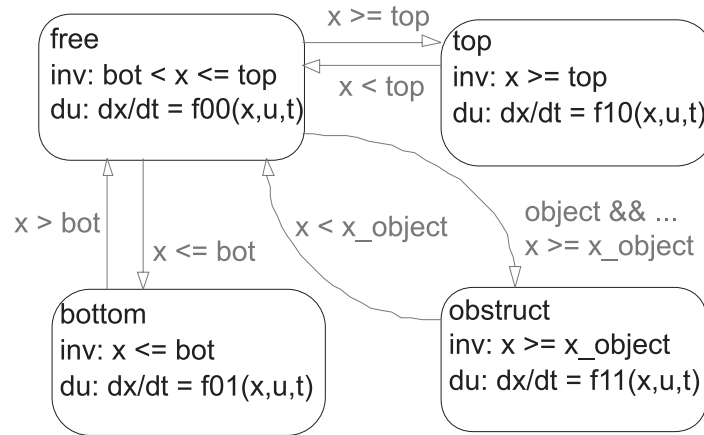 x >= top
free
inv: bot < x <= top
du: dx/dt = f00(x,u,t)
top
inv: x >= top
du: dx/dt = f10(x,u,t)
x < top
x > bot
x <= bot
x < x_object
object && ...
x >= x_object
bottom
inv: x <= bot
du: dx/dt = f01(x,u,t)
obstruct
inv: x >= x_object
du: dx/dt = f11(x,u,t)